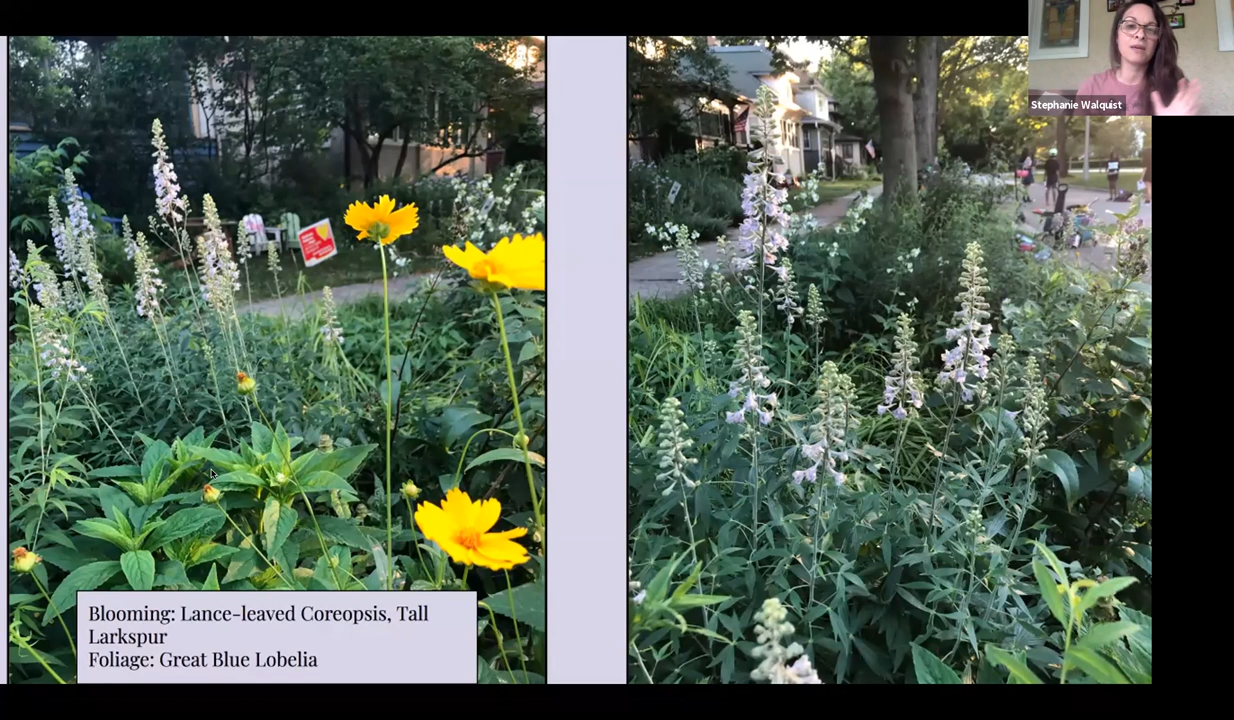 Stephanie Walquist
Blooming: Lance-leaved Coreopsis, Tall
Larkspur
Foliage: Great Blue Lobelia